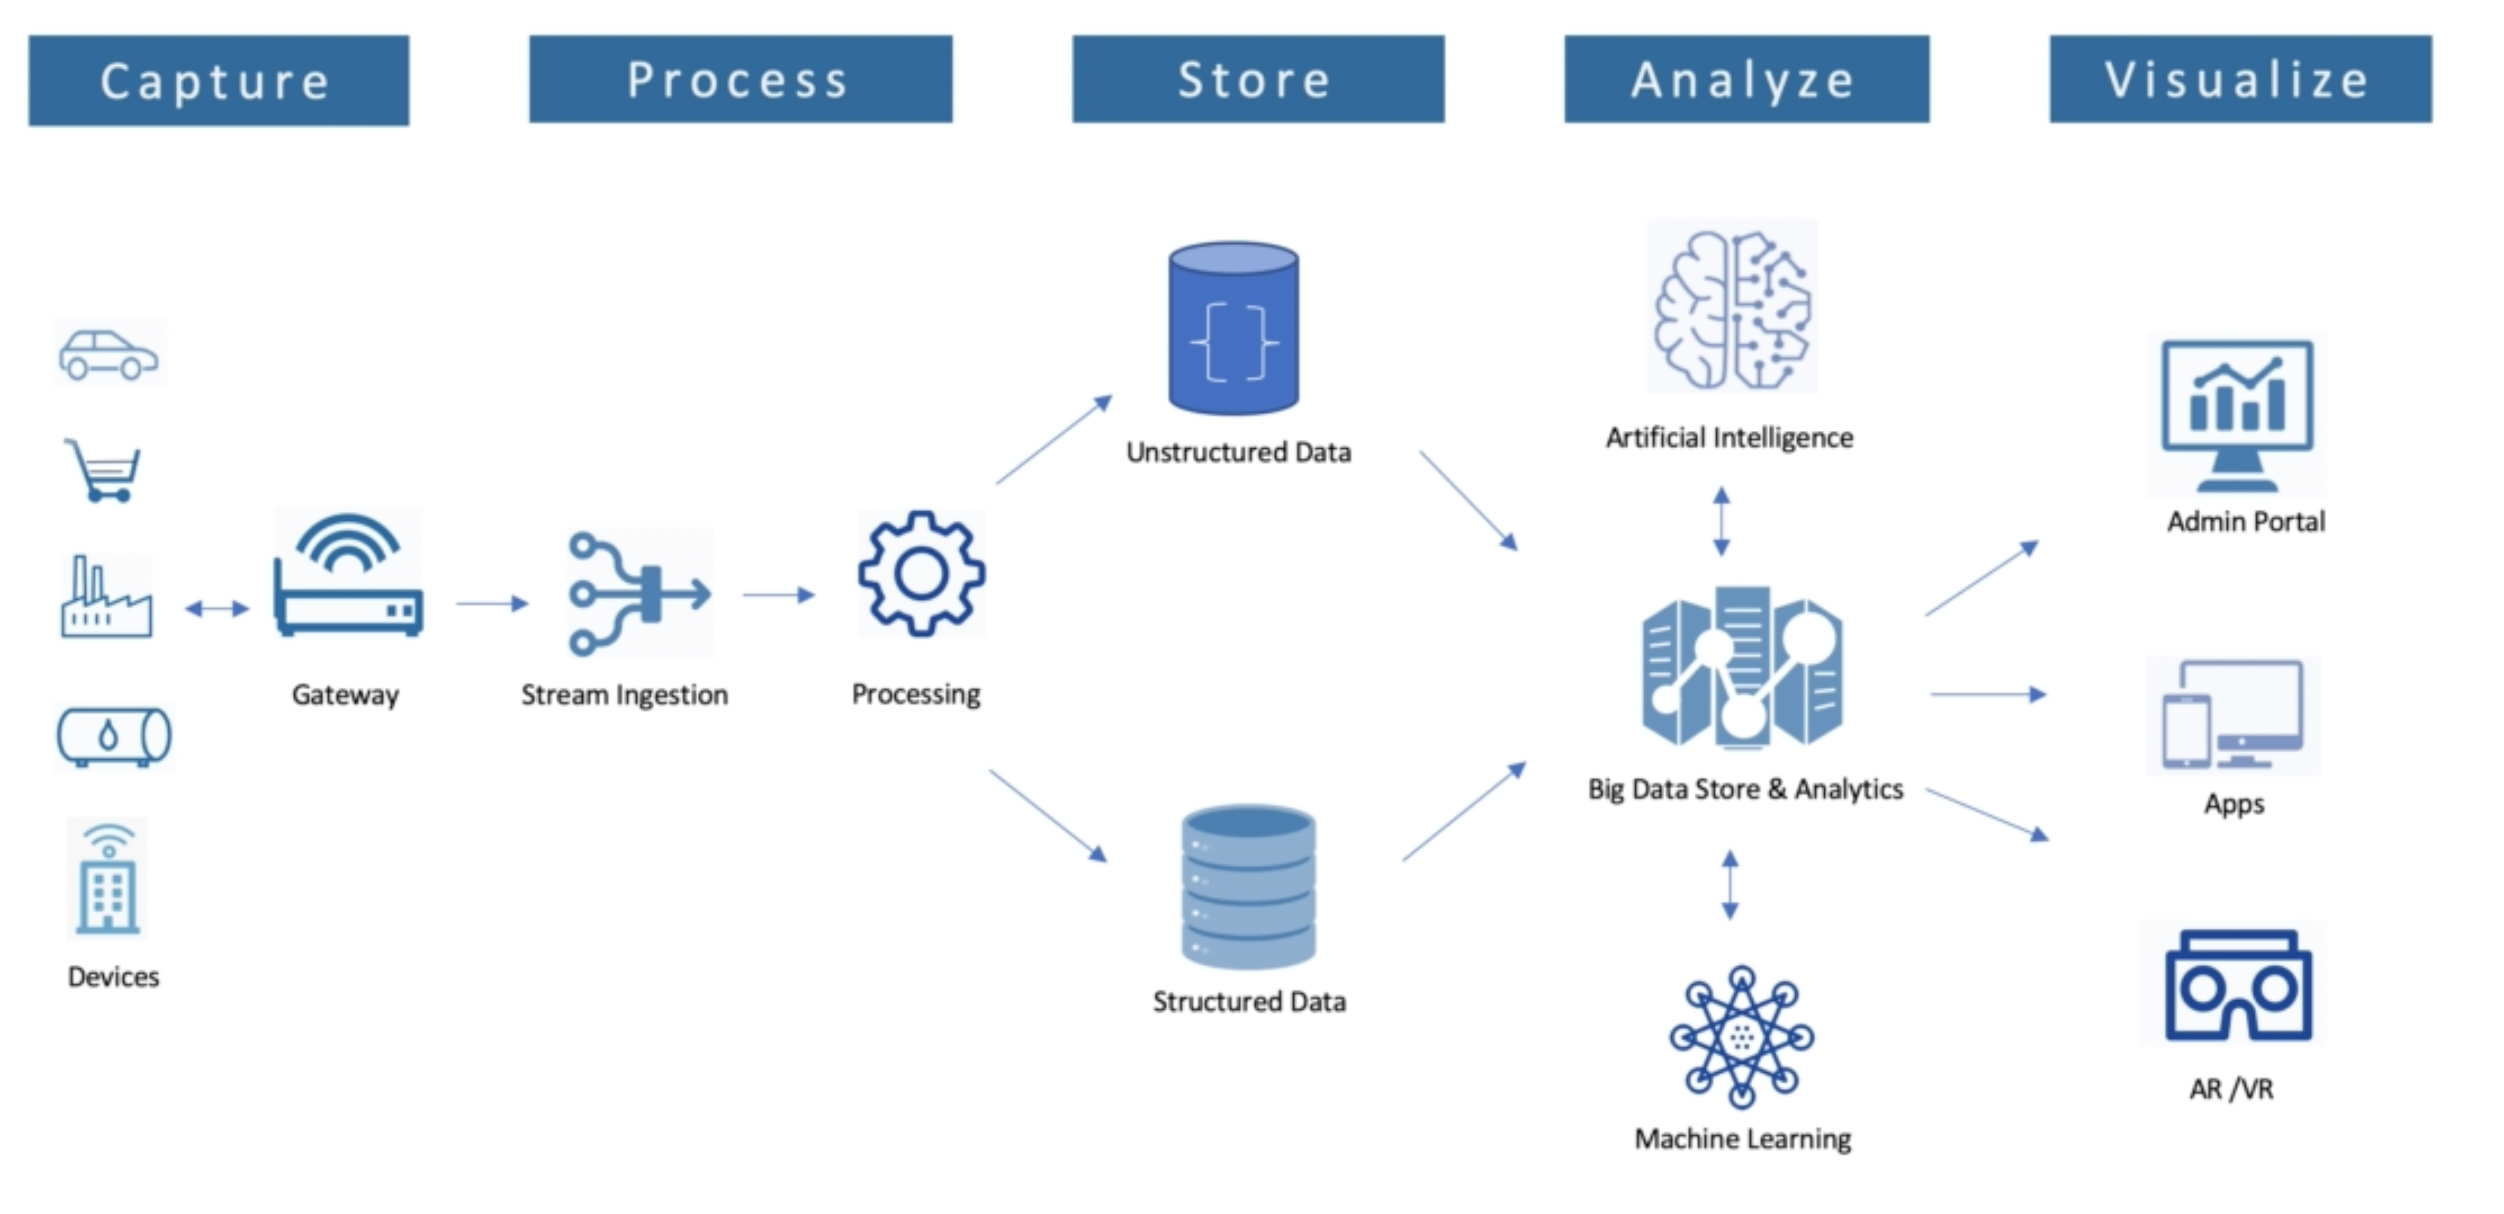 Capture
Process
Store
Analyze
Visualize
Devices
Gateway
Stream Ingestion
Processing
Unstructured Data
Structured Data
Artificial Intelligence
Big Data Store & Analytics
Machine Learning
Admin Portal
Apps
AR /VR